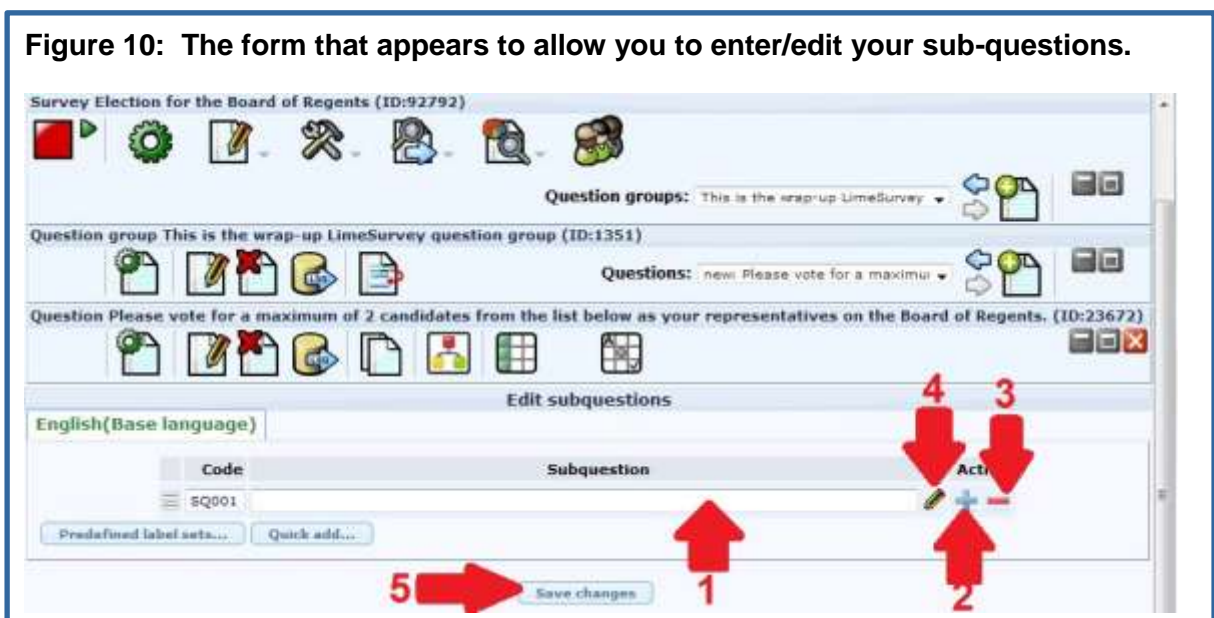 Figure 10: The form that appears to allow you to enter/edit your sub-questions.
Survey Election for the Board of Regents (ID:92792)
Question groups: This is the wrap-up LimeSurvey
Question group This is the wrap-up LimeSurvey question group (ID:1351)
Questions: new: Please vote for a maximu
Question Please vote for a maximum of 2 candidates from the list below as your representatives on the Board of Regents. (ID:23672)
4 3
Edit subquestions
English(Base language)
Code Subquestion Acti
SQ001
Predefined label sets... Quick add...
5 Save changes 1 2